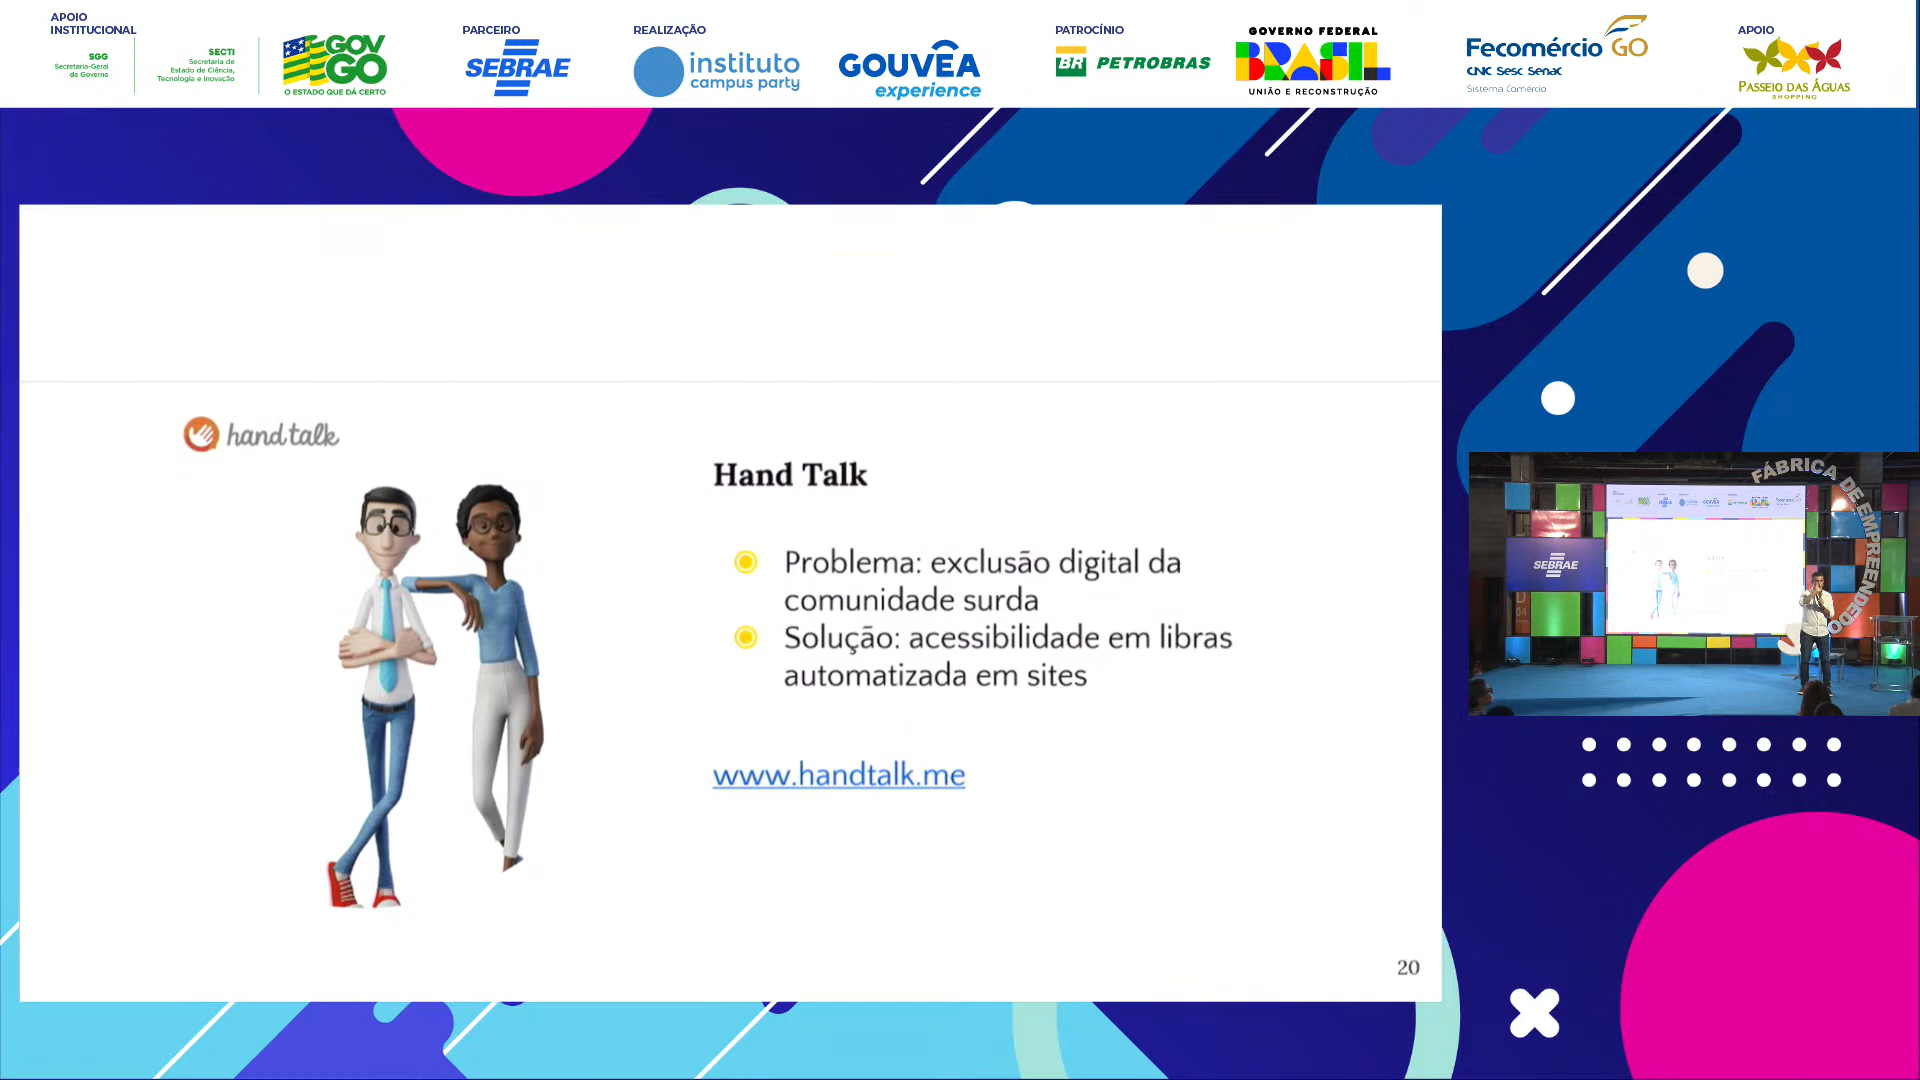 APOIO
INSTITUCIONAL
SGG
Secretaria-Geral
de Governo
SECTI
Secretaria de
Estado de Ciência,
Tecnologia e Inovação
GOV
GO
O ESTADO QUE DÁ CERTO
PARCEIRO
SEBRAE
REALIZAÇÃO
instituto
campus party
GOUVÊA
experience
PATROCÍNIO
BR PETROBRAS
GOVERNO FEDERAL
BRASIL
UNIÃO E RECONSTRUÇÃO
Fecomércio GO
CNC Sesc Senac
Sistema Comércio
APOIO
PASSEIO DAS ÁGUAS
SHOPPING
hand talk
Hand Talk
Problema: exclusão digital da
comunidade surda
Solução: acessibilidade em libras
automatizada em sites
www.handtalk.me
20
FÁBRICA DE EMPREENDEDO
SEBRAE